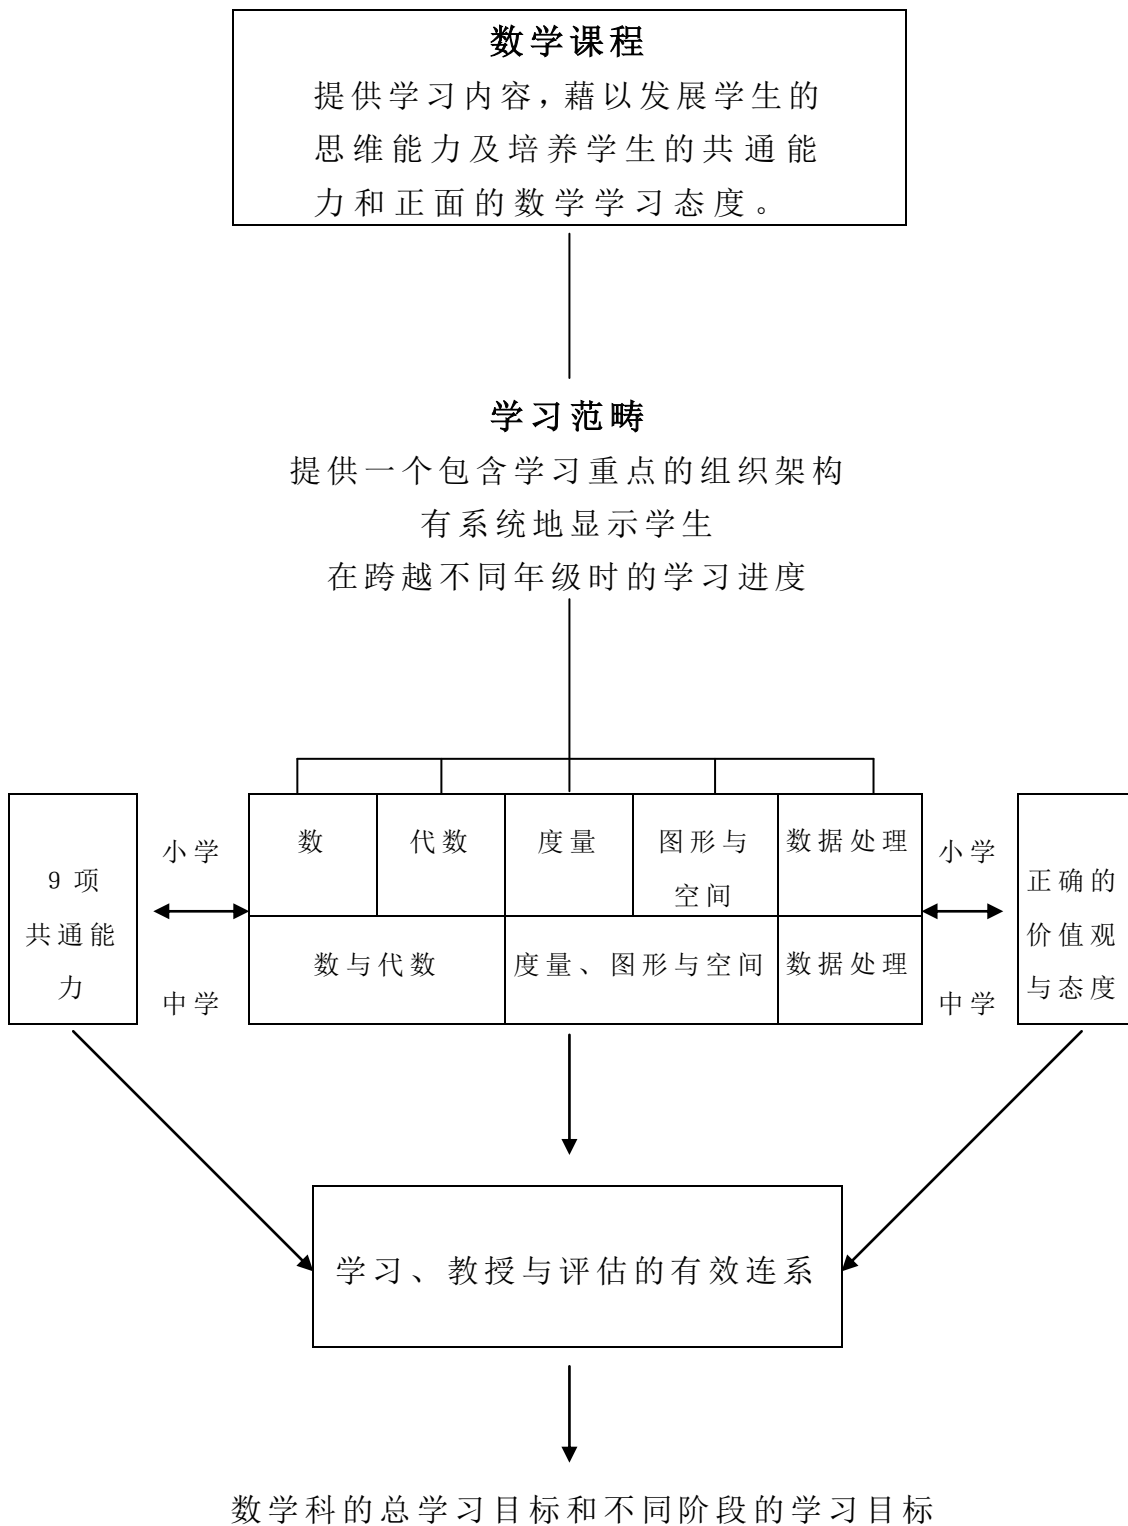 数学课程
提供学习内容，藉以发展学生的
思维能力及培养学生的共通能
力和正面的数学学习态度。
学习范畴
提供一个包含学习重点的组织架构
有系统地显示学生
在跨越不同年级时的学习进度
9 项
共通能
力
小学
中学
数
代数
度量
图形与
空间
数据处理
数与代数
度量、图形与空间
数据处理
小学
中学
正确的
价值观
与态度
学习、教授与评估的有效连系
数学科的总学习目标和不同阶段的学习目标